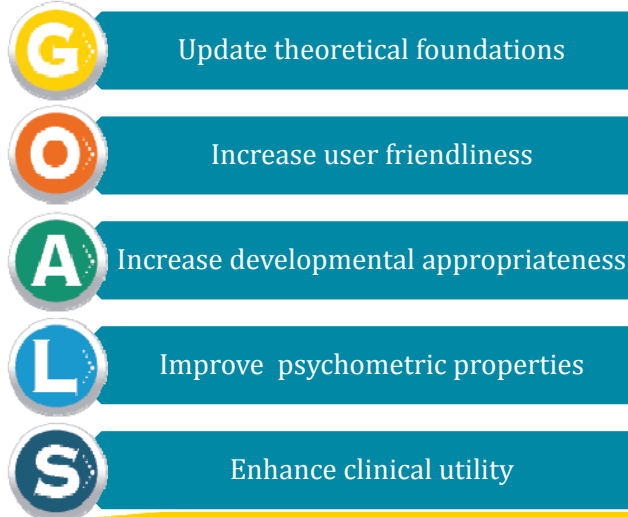 G Update theoretical foundations
O Increase user friendliness
A Increase developmental appropriateness
L Improve  psychometric properties
S Enhance clinical utility